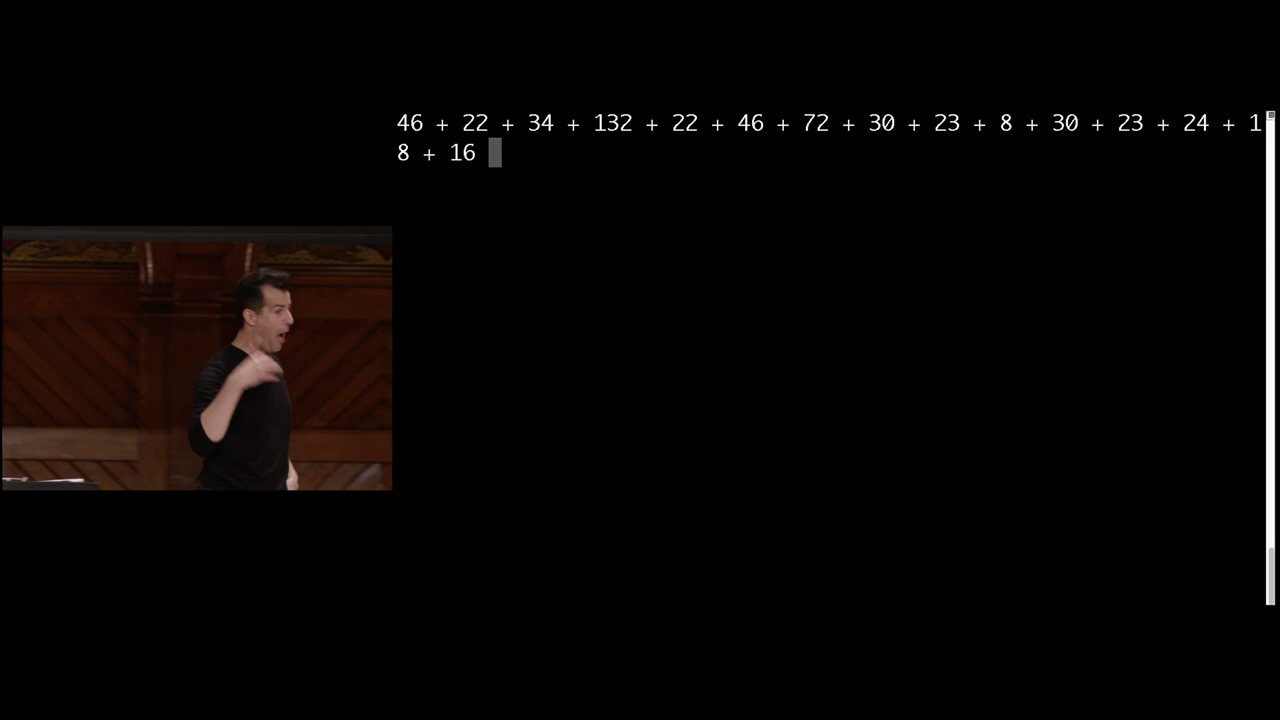 46 + 22 + 34 + 132 + 22 + 46 + 72 + 30 + 23 + 8 + 30 + 23 + 24 + 1
8 + 16